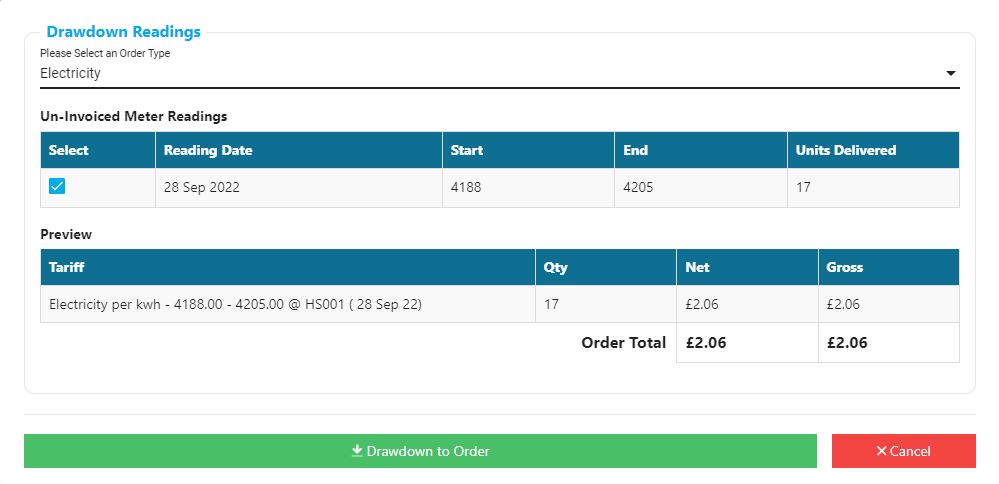 Drawdown Readings
Please Select an Order Type
Electricity
Un-Invoiced Meter Readings
Select Reading Date Start End Units Delivered
28 Sep 2022 4188 4205 17
Preview
Tariff Qty Net Gross
Electricity per kwh - 4188.00 - 4205.00 @ HS001 ( 28 Sep 22) 17 £2.06 £2.06
Order Total £2.06 £2.06
Drawdown to Order Cancel